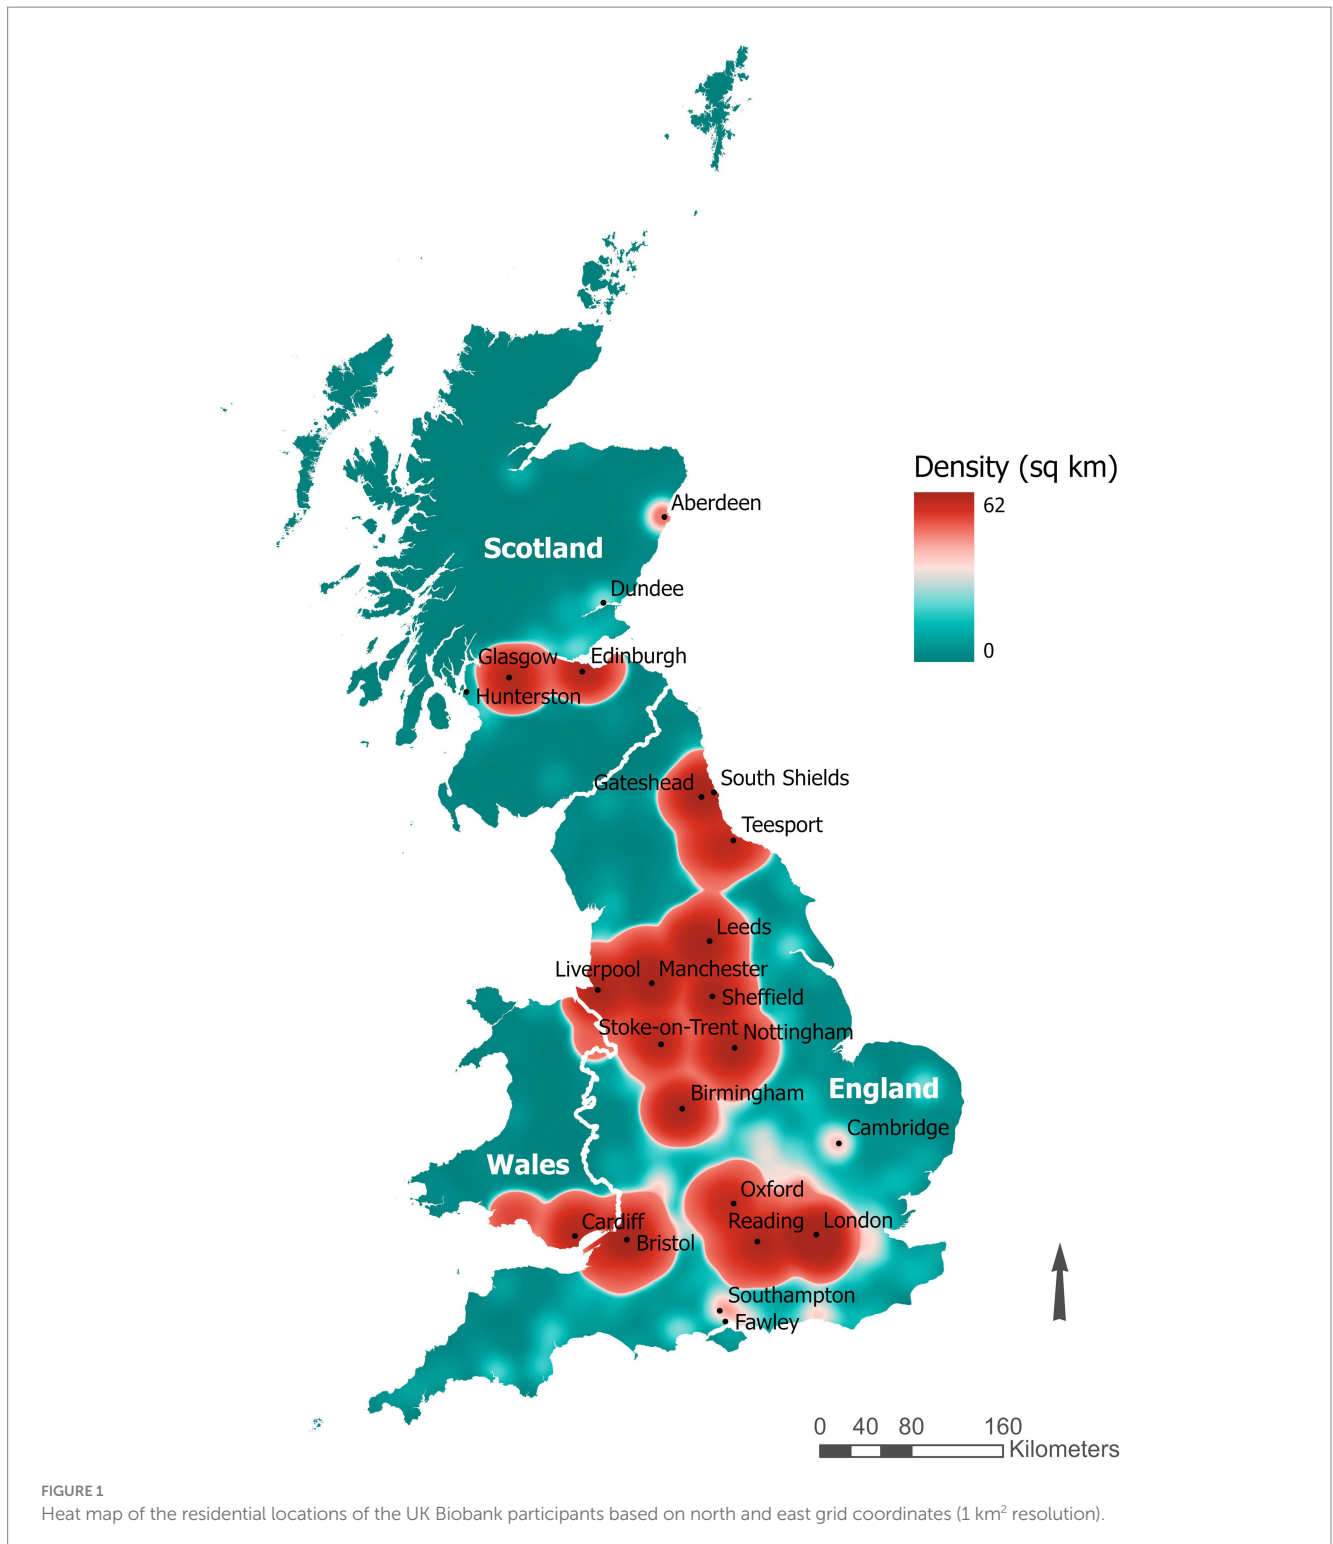 Density (sq km)
62
0
Aberdeen
Scotland
Dundee
Glasgow
Edinburgh
Hunterston
Gateshead
South Shields
Teesport
Leeds
Liverpool
Manchester
Sheffield
Stoke-on-Trent
Nottingham
Birmingham
England
Cambridge
Wales
Oxford
Cardiff
Reading
London
Bristol
Southampton
Fawley
0 40 80 160
Kilometers
FIGURE 1
Heat map of the residential locations of the UK Biobank participants based on north and east grid coordinates (1 km² resolution).